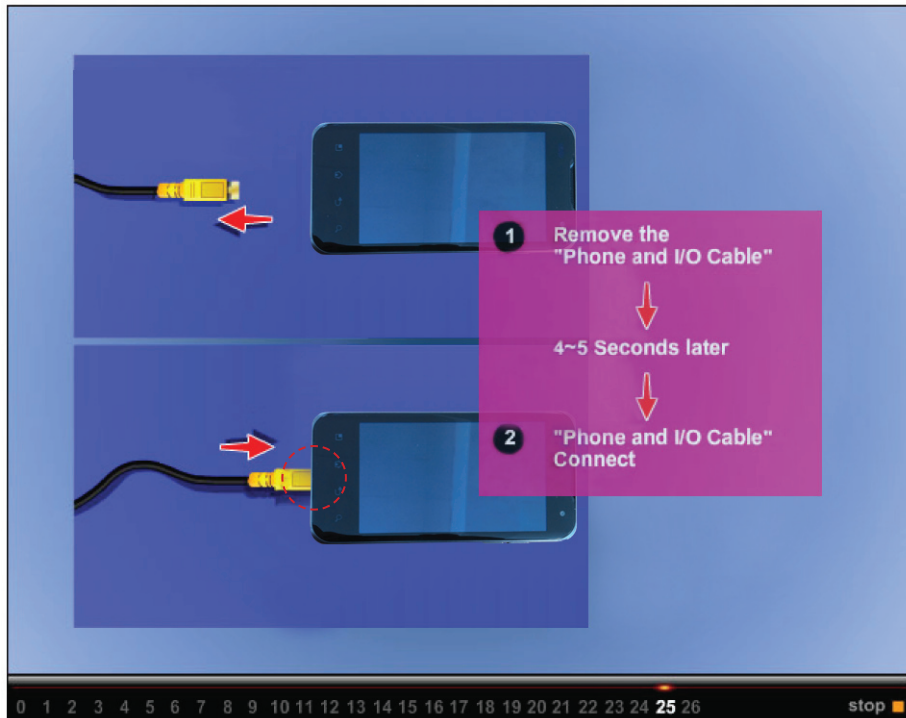 1
Remove the
"Phone and I/O Cable"
4~5 Seconds later
2
"Phone and I/O Cable"
Connect
0 1 2 3 4 5 6 7 8 9 10 11 12 13 14 15 16 17 18 19 20 21 22 23 24 25 26
stop